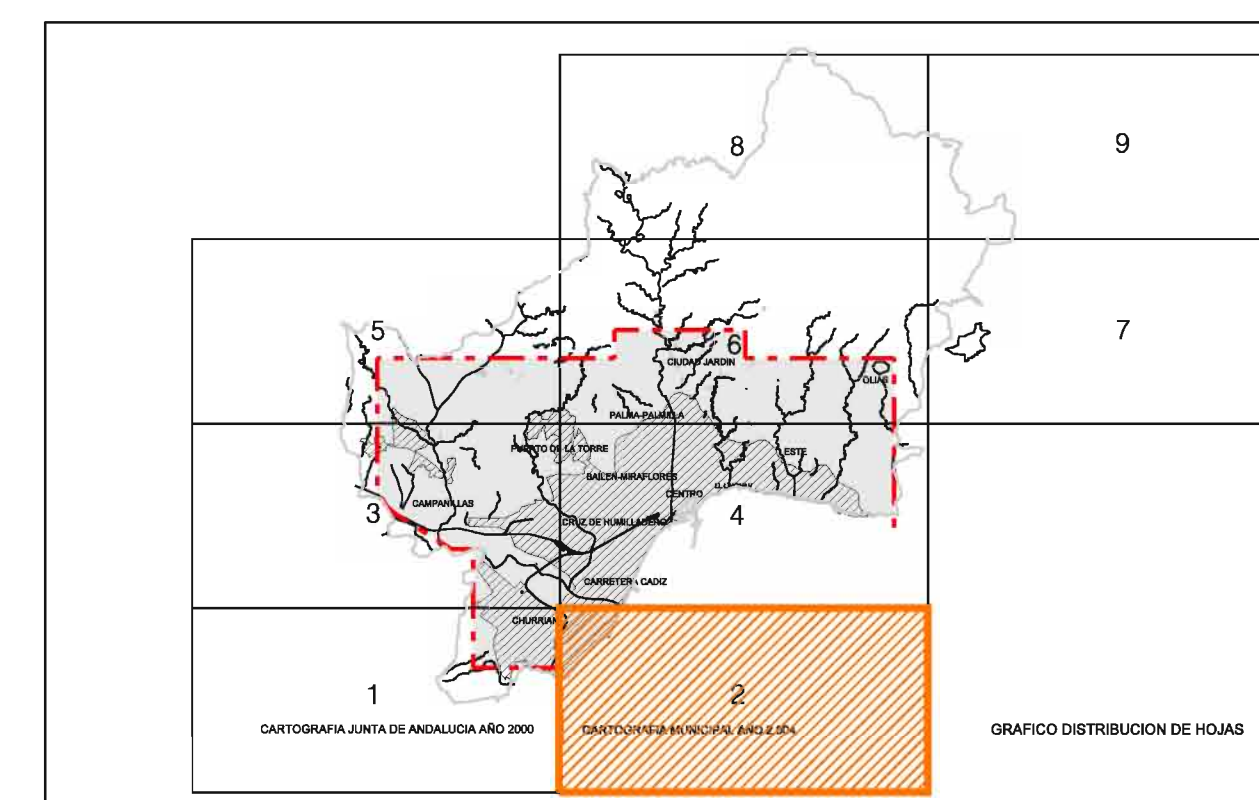 8
9
5
6
7
CIUDAD JARDIN
OLIAS
PALMA-PALMILLA
PUERTO DE LA TORRE
ESTE
BAILEN-MIRAFLORES
CENTRO
CAMPANILLAS
3
4
CRUZ DE HUMILLADERO
CARRETERA CADIZ
CHURRIANA
1
2
CARTOGRAFIA JUNTA DE ANDALUCIA AÑO 2000
CARTOGRAFIA MUNICIPAL AÑO 2.004
GRAFICO DISTRIBUCION DE HOJAS